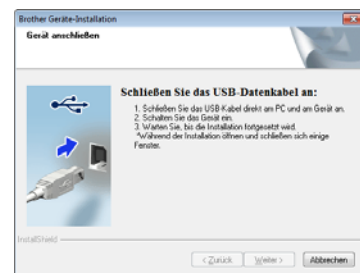 Brother Geräte-Installation
Gerät anschließen
Schließen Sie das USB-Datenkabel an:
1. Schließen Sie das USB-Kabel direkt am PC und am Gerät an.
2. Schalten Sie das Gerät ein.
3. Warten Sie, bis die Installation fortgesetzt wird.
*Während der Installation öffnen und schließen sich einige
Fenster.
InstallShield
< Zurück
Weiter >
Abbrechen